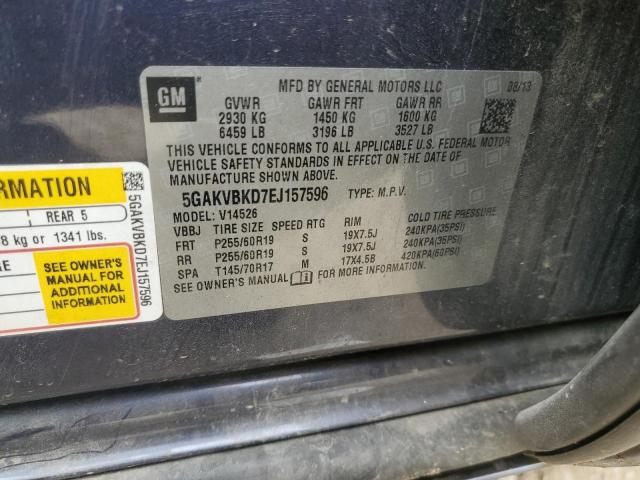 GM
MFD BY GENERAL MOTORS LLC 08/13
GVWR GAWR FRT GAWR RR
2930 KG 1450 KG 1600 KG
6459 LB 3196 LB 3527 LB
THIS VEHICLE CONFORMS TO ALL APPLICABLE U.S. FEDERAL MOTOR
VEHICLE SAFETY STANDARDS IN EFFECT ON THE DATE OF
MANUFACTURE SHOWN ABOVE.
5GAKVBKD7EJ157596 TYPE: M.P.V.
MODEL: V14526
VBBJ TIRE SIZE SPEED RTG RIM COLD TIRE PRESSURE
FRT P255/60R19 S 19X7.5J 240KPA(35PSI)
RR P255/60R19 S 19X7.5J 240KPA(35PSI)
SPA T145/70R17 M 17X4.5B 420KPA(60PSI)
SEE OWNER'S MANUAL FOR MORE INFORMATION.
RMATION
REAR 5
8 kg or 1341 lbs.
SEE OWNER'S
MANUAL FOR
ADDITIONAL
INFORMATION
5GAKVBKD7EJ157596